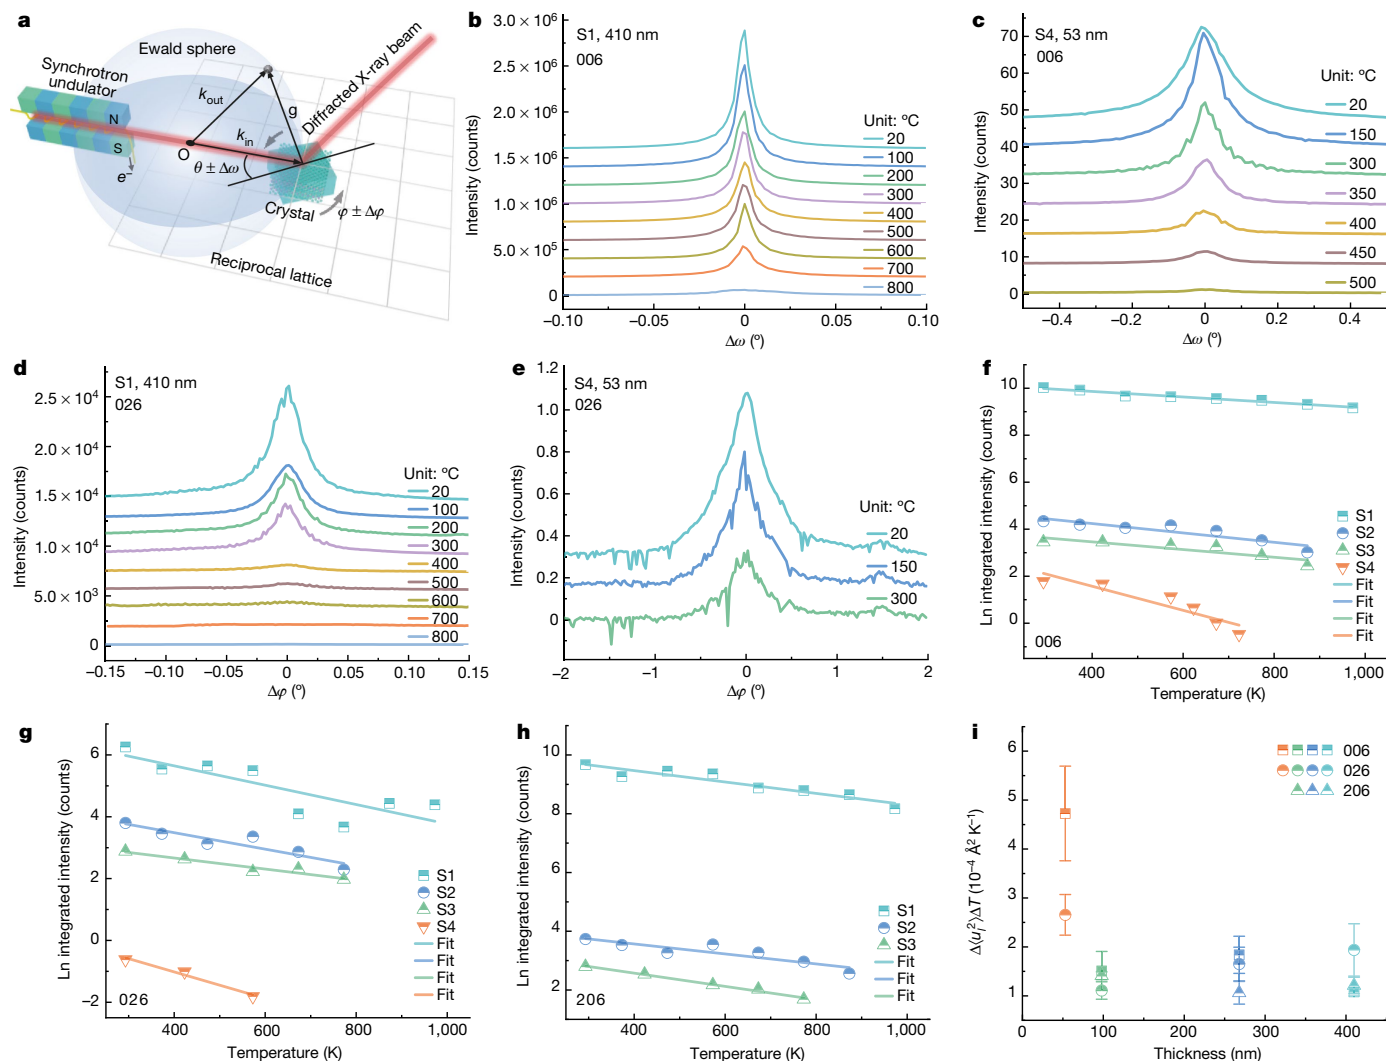 a
Ewald sphere
Synchrotron
undulator
N
S
e−
k out
g
k in
O
θ ± Δω
Diffracted X-ray beam
Crystal
φ ± Δφ
Reciprocal lattice
b
S1, 410 nm
006
Unit: ºC
20
100
200
300
400
500
600
700
800
3.0 × 10⁶
2.5 × 10⁶
2.0 × 10⁶
1.5 × 10⁶
1.0 × 10⁶
5.0 × 10⁵
0
Intensity (counts)
−0.10
−0.05
0
0.05
0.10
Δω (º)
c
S4, 53 nm
006
Unit: ºC
20
150
300
350
400
450
500
70
60
50
40
30
20
10
0
Intensity (counts)
−0.4
−0.2
0
0.2
0.4
Δω (º)
d
S1, 410 nm
026
Unit: ºC
20
100
200
300
400
500
600
700
800
2.5 × 10⁴
2.0 × 10⁴
1.5 × 10⁴
1.0 × 10⁴
5.0 × 10³
0
Intensity (counts)
−0.15
−0.10
−0.05
0
0.05
0.10
0.15
Δφ (º)
e
S4, 53 nm
026
Unit: ºC
20
150
300
1.2
1.0
0.8
0.6
0.4
0.2
0
Intensity (counts)
−2
−1
0
1
2
Δφ (º)
f
10
8
6
4
2
0
Ln integrated intensity (counts)
S1
S2
S3
S4
Fit
Fit
Fit
Fit
006
400
600
800
1,000
Temperature (K)
g
6
4
2
0
−2
Ln integrated intensity (counts)
S1
S2
S3
S4
Fit
Fit
Fit
Fit
026
400
600
800
1,000
Temperature (K)
h
10
8
6
4
2
Ln integrated intensity (counts)
S1
S2
S3
Fit
Fit
Fit
206
400
600
800
1,000
Temperature (K)
i
006
026
206
6
5
4
3
2
1
Δ⟨u_l²⟩ΔT (10⁻⁴ Å² K⁻¹)
0
100
200
300
400
Thickness (nm)